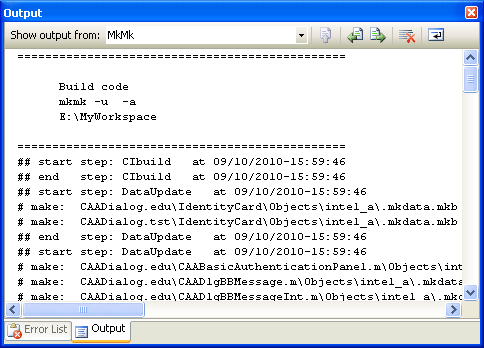 Output
Show output from: MkMk
==============================================
Build code
mkmk -u  -a
E:\MyWorkspace
==============================================
## start step: CIbuild   at 09/10/2010-15:59:46
## end   step: CIbuild   at 09/10/2010-15:59:46
## start step: DataUpdate   at 09/10/2010-15:59:46
# make:  CAADialog.edu\IdentityCard\Objects\intel_a\.mkdata.mkb
# make:  CAADialog.tst\IdentityCard\Objects\intel_a\.mkdata.mkb
## end   step: DataUpdate   at 09/10/2010-15:59:46
## start step: DataUpdate   at 09/10/2010-15:59:46
# make:  CAADialog.edu\CAABasicAuthenticationPanel.m\Objects\int
# make:  CAADialog.edu\CAADlgBBMessage.m\Objects\intel_a\.mkdata
# make:  CAADialog.edu\CAADlgBBMessageInt.m\Objects\intel_a\.mkd
Error List
Output